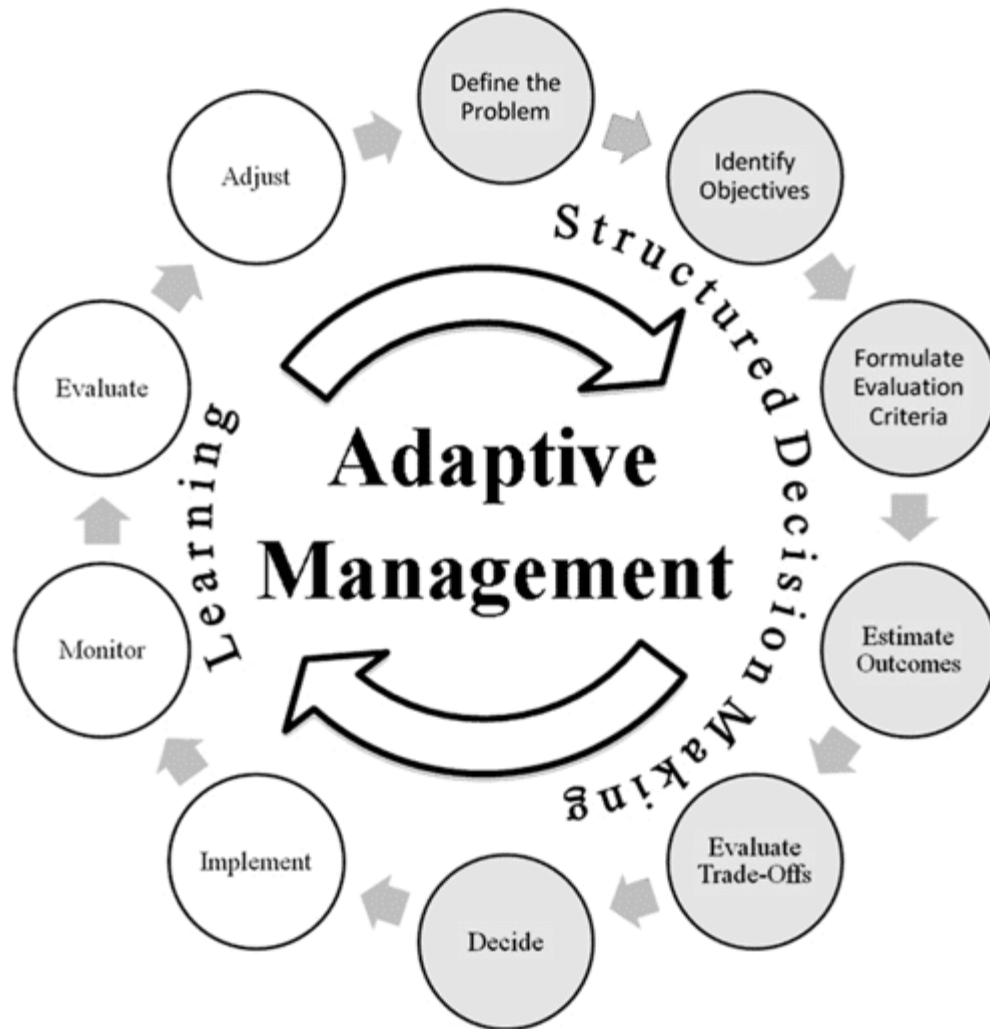 Define the
Problem
Identify
Objectives
Formulate
Evaluation
Criteria
Estimate
Outcomes
Evaluate
Trade-Offs
Decide
Implement
Monitor
Evaluate
Adjust
Structured Decision Making
Learning
Adaptive
Management